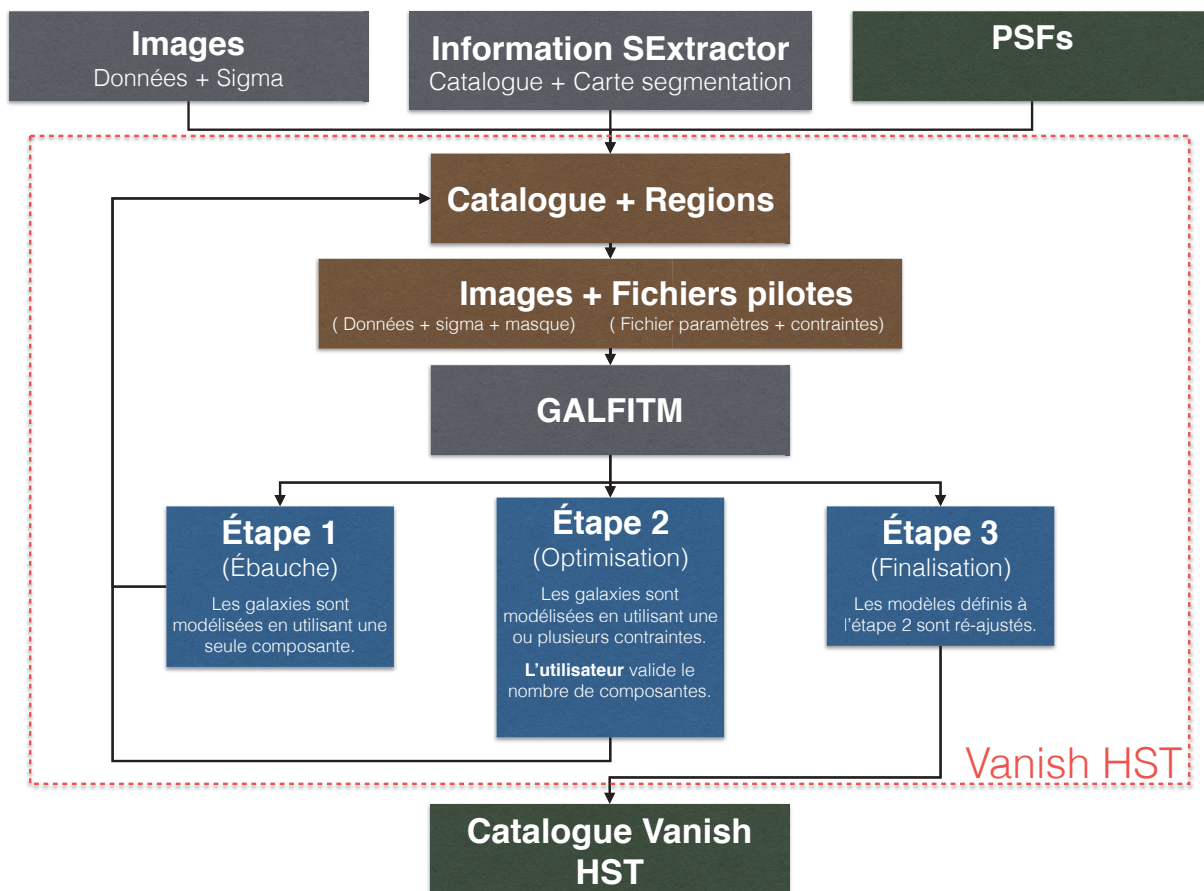 Images
Données + Sigma
Information SExtractor
Catalogue + Carte segmentation
PSFs
Catalogue + Regions
Images + Fichiers pilotes
( Données + sigma + masque) ( Fichier paramètres + contraintes)
GALFITM
Étape 1
(Ébauche)
Les galaxies sont
modélisées en utilisant une
seule composante.
Étape 2
(Optimisation)
Les galaxies sont
modélisées en utilisant une
ou plusieurs contraintes.
L’utilisateur valide le
nombre de composantes.
Étape 3
(Finalisation)
Les modèles définis à
l’étape 2 sont ré-ajustés.
Vanish HST
Catalogue Vanish
HST